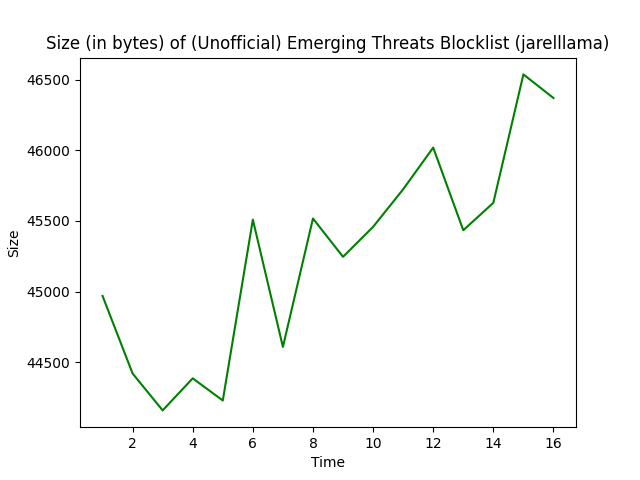 Size (in bytes) of (Unofficial) Emerging Threats Blocklist (jarelllama)
46500
46000
45500
45000
44500
Size
2 4 6 8 10 12 14 16
Time